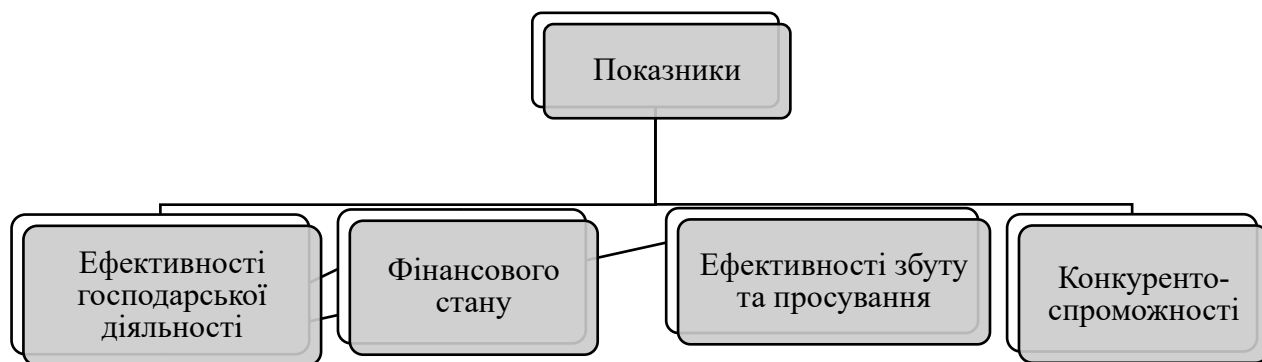 Показники
Ефективності
господарської
діяльності
Фінансового
стану
Ефективності збуту
та просування
Конкуренто-
спроможності